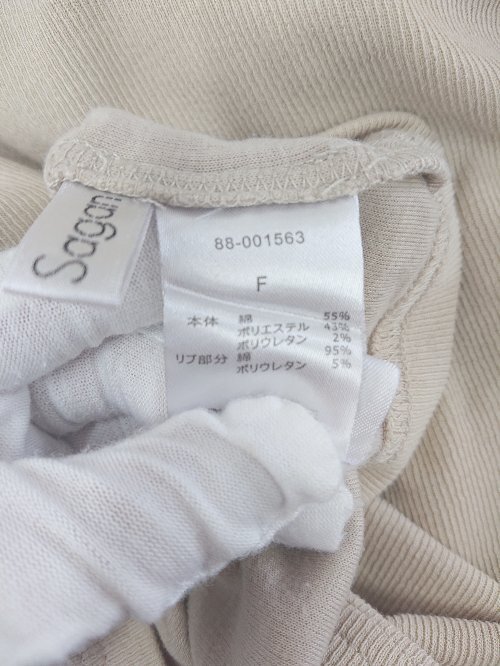 Sagan
88-001563
F
本体 綿 55%
ポリエステル 43%
ポリウレタン 2%
リブ部分 綿 95%
ポリウレタン 5%